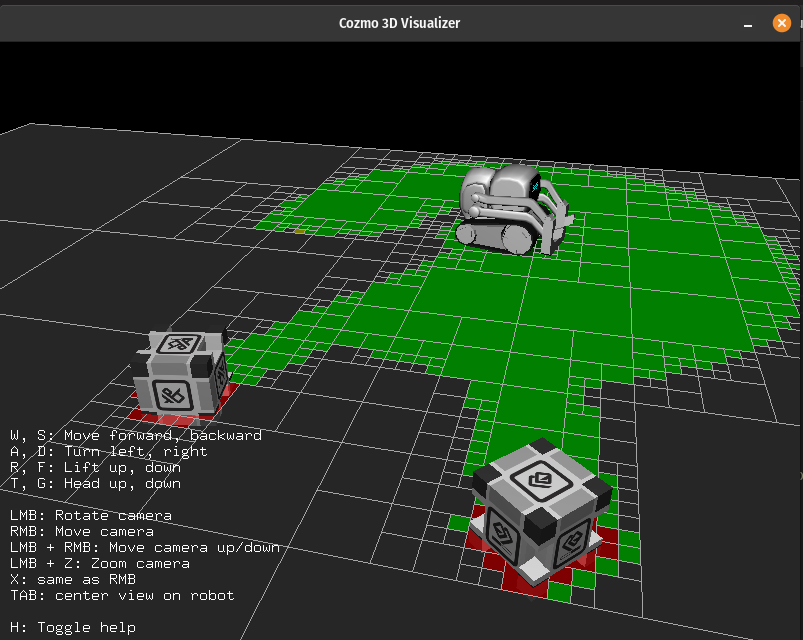 Cozmo 3D Visualizer
W, S: Move forward, backward
A, D: Turn left, right
R, F: Lift up, down
T, G: Head up, down
LMB: Rotate camera
RMB: Move camera
LMB + RMB: Move camera up/down
LMB + Z: Zoom camera
X: same as RMB
TAB: center view on robot
H: Toggle help